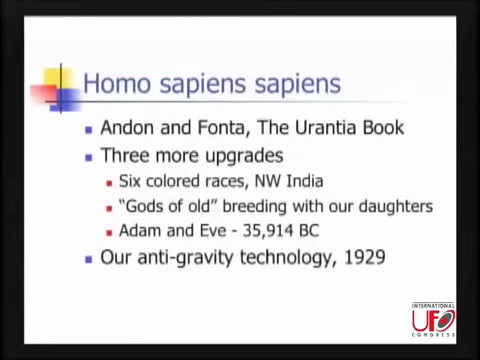 Homo sapiens sapiens
Andon and Fonta, The Urantia Book
Three more upgrades
Six colored races, NW India
“Gods of old” breeding with our daughters
Adam and Eve - 35,914 BC
Our anti-gravity technology, 1929
INTERNATIONAL
UFO
CONGRESS